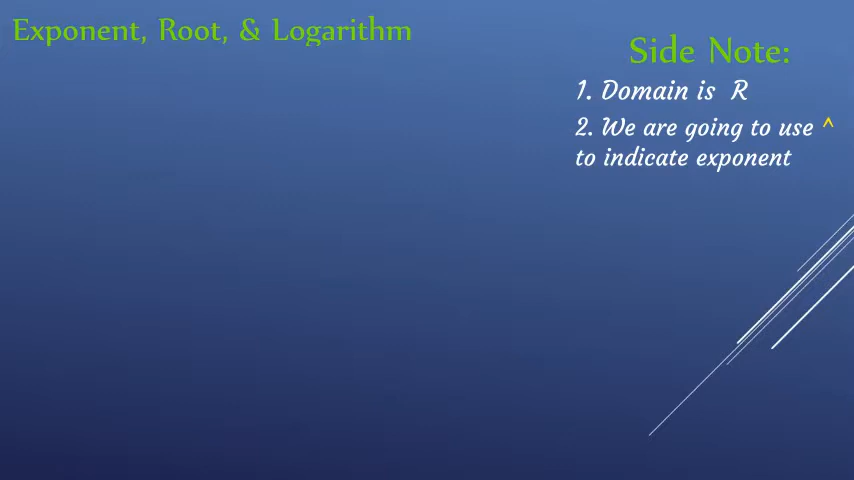 Exponent, Root, & Logarithm
Side Note:
1. Domain is R
2. We are going to use ^
to indicate exponent